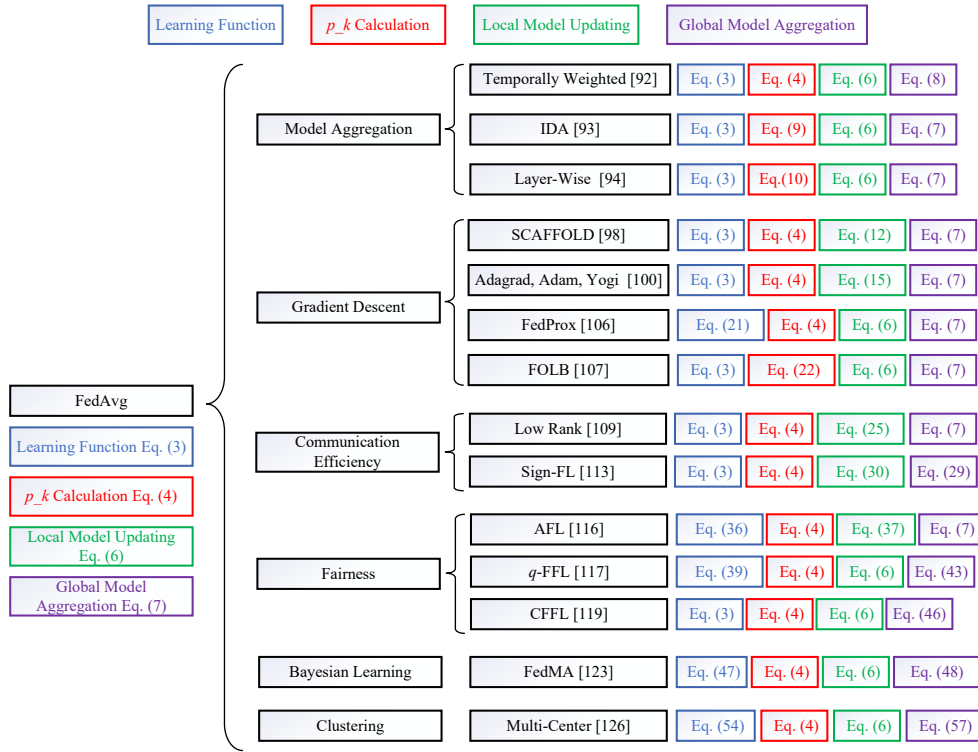 Learning Function
p_k Calculation
Local Model Updating
Global Model Aggregation
FedAvg
Learning Function Eq. (3)
p_k Calculation Eq. (4)
Local Model Updating
Eq. (6)
Global Model
Aggregation Eq. (7)
Model Aggregation
Temporally Weighted [92] Eq. (3) Eq. (4) Eq. (6) Eq. (8)
IDA [93] Eq. (3) Eq. (9) Eq. (6) Eq. (7)
Layer-Wise [94] Eq. (3) Eq.(10) Eq. (6) Eq. (7)
Gradient Descent
SCAFFOLD [98] Eq. (3) Eq. (4) Eq. (12) Eq. (7)
Adagrad, Adam, Yogi [100] Eq. (3) Eq. (4) Eq. (15) Eq. (7)
FedProx [106] Eq. (21) Eq. (4) Eq. (6) Eq. (7)
FOLB [107] Eq. (3) Eq. (22) Eq. (6) Eq. (7)
Communication
Efficiency
Low Rank [109] Eq. (3) Eq. (4) Eq. (25) Eq. (7)
Sign-FL [113] Eq. (3) Eq. (4) Eq. (30) Eq. (29)
Fairness
AFL [116] Eq. (36) Eq. (4) Eq. (37) Eq. (7)
q-FFL [117] Eq. (39) Eq. (4) Eq. (6) Eq. (43)
CFFL [119] Eq. (3) Eq. (4) Eq. (6) Eq. (46)
Bayesian Learning
FedMA [123] Eq. (47) Eq. (4) Eq. (6) Eq. (48)
Clustering
Multi-Center [126] Eq. (54) Eq. (4) Eq. (6) Eq. (57)